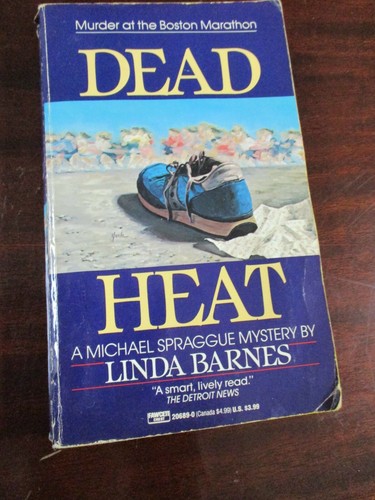 Murder at the Boston Marathon
DEAD
HEAT
A MICHAEL SPRAGGUE MYSTERY BY
LINDA BARNES
"A smart, lively read."
THE DETROIT NEWS
FAWCETT
20689-0 (Canada $4.99) U.S. $3.99